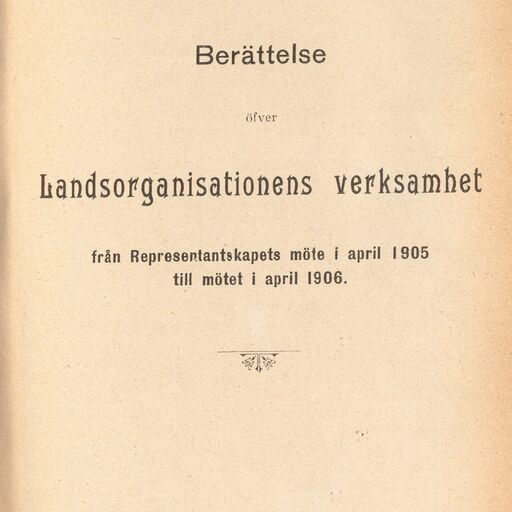 Berättelse
öfver
Landsorganisationens verksamhet
från Representantskapets möte i april 1905
till mötet i april 1906.